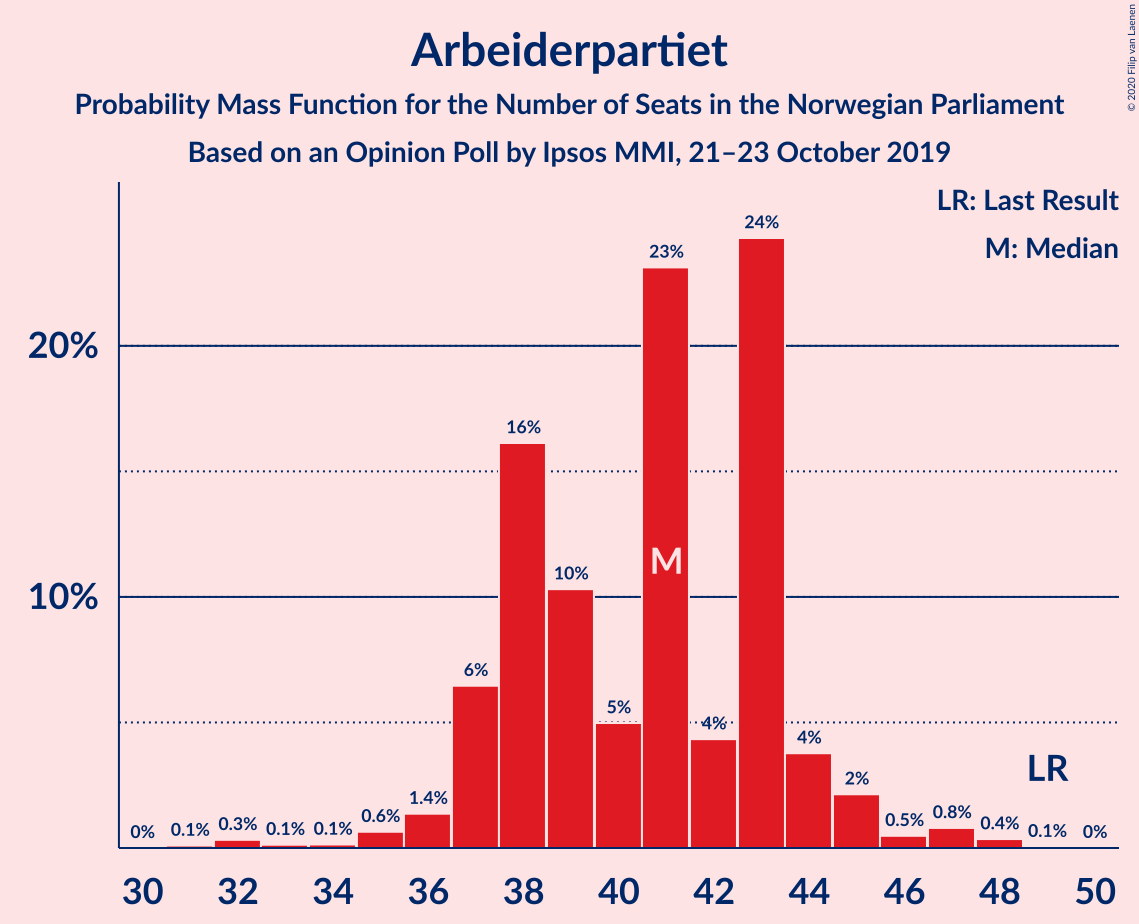 Arbeiderpartiet
Probability Mass Function for the Number of Seats in the Norwegian Parliament
Based on an Opinion Poll by Ipsos MMI, 21–23 October 2019
© 2020 Filip van Laenen
LR: Last Result
M: Median
20%
10%
0%
0.1%
0.3%
0.1%
0.1%
0.6%
1.4%
6%
16%
10%
5%
23%
4%
24%
4%
2%
0.5%
0.8%
0.4%
0.1%
0%
M
LR
30 32 34 36 38 40 42 44 46 48 50